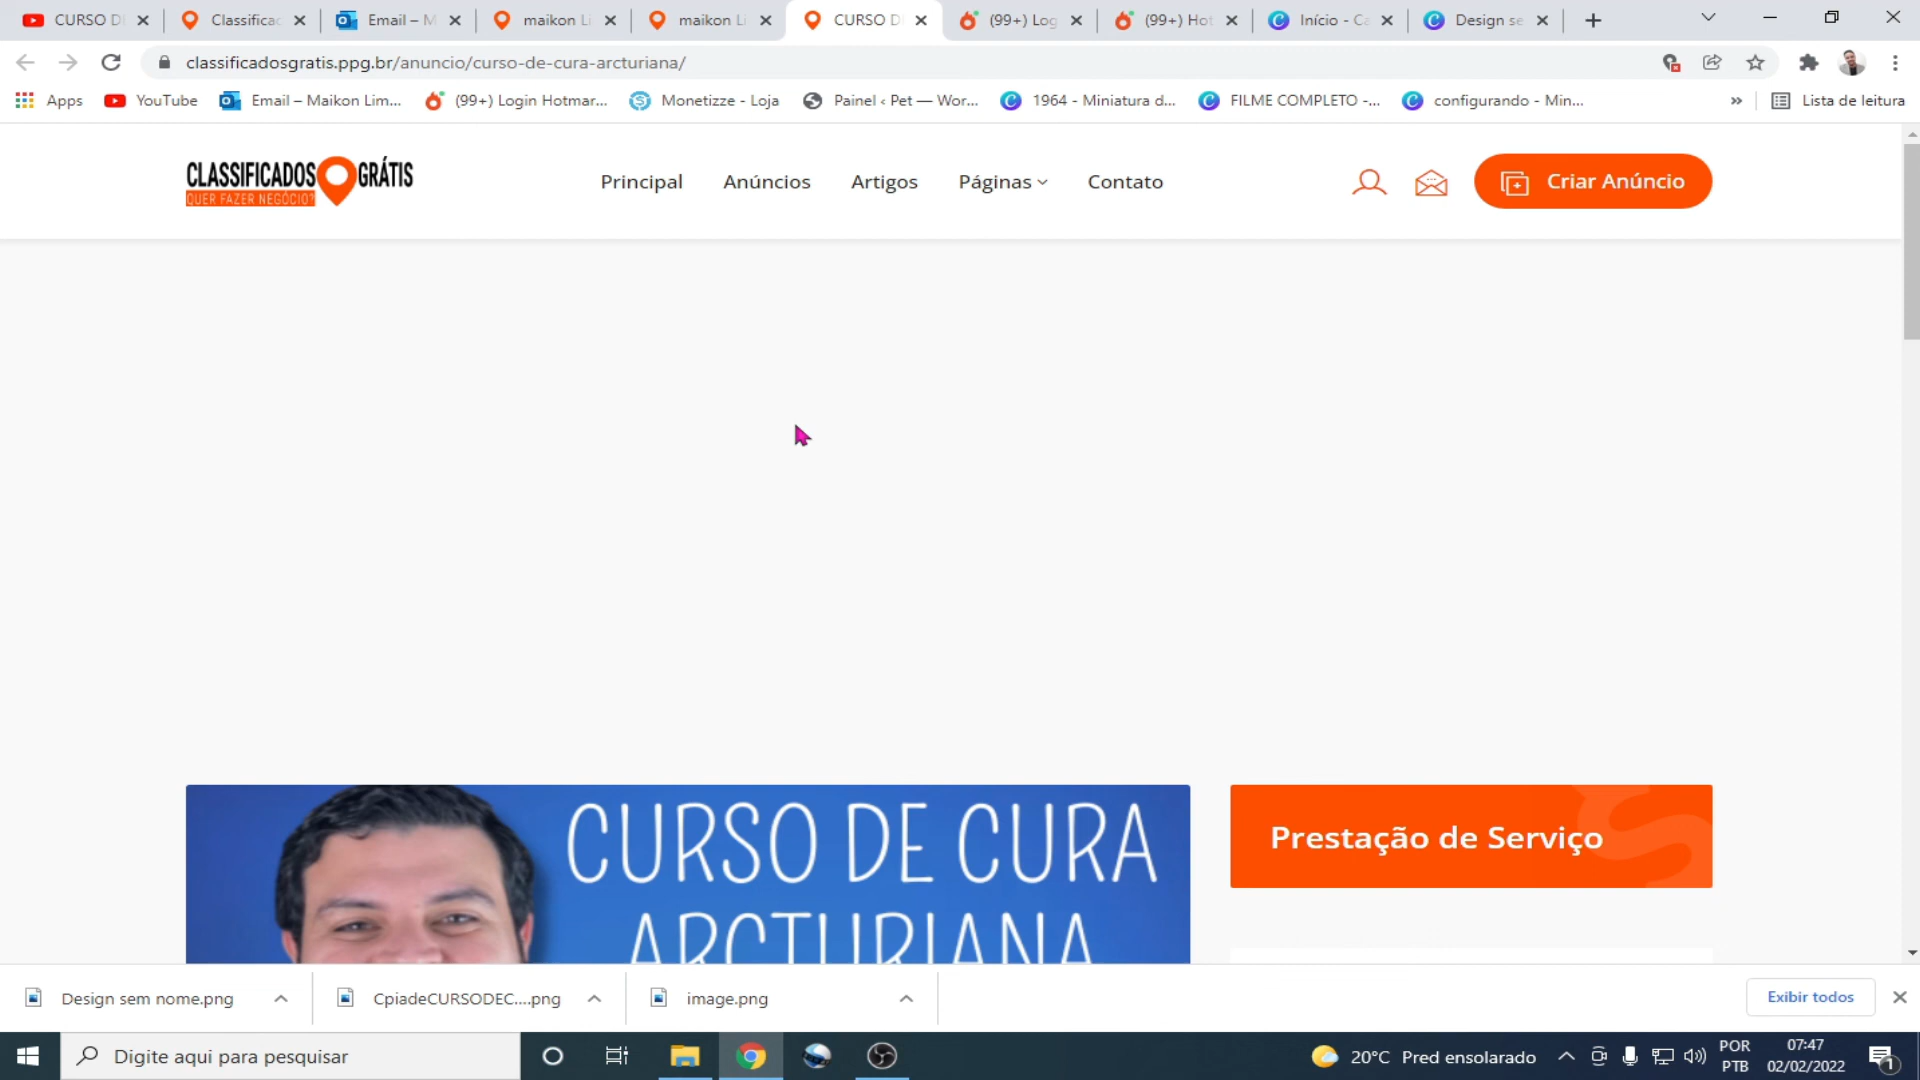 CURSO D
Classificac
Email – M
maikon Li
maikon Li
CURSO D
(99+) Log
(99+) Hot
Início - Ca
Design se
classificadosgratis.ppg.br/anuncio/curso-de-cura-arcturiana/
Apps
YouTube
Email – Maikon Lim...
(99+) Login Hotmar...
Monetizze - Loja
Painel ‹ Pet — Wor...
1964 - Miniatura d...
FILME COMPLETO -...
configurando - Min...
»
Lista de leitura
CLASSIFICADOS GRÁTIS
QUER FAZER NEGÓCIO?
Principal
Anúncios
Artigos
Páginas
Contato
Criar Anúncio
CURSO DE CURA
ARCTURIANA
Prestação de Serviço
Design sem nome.png
CpiadeCURSODEC....png
image.png
Exibir todos
Digite aqui para pesquisar
20°C Pred ensolarado
POR
PTB
07:47
02/02/2022
1